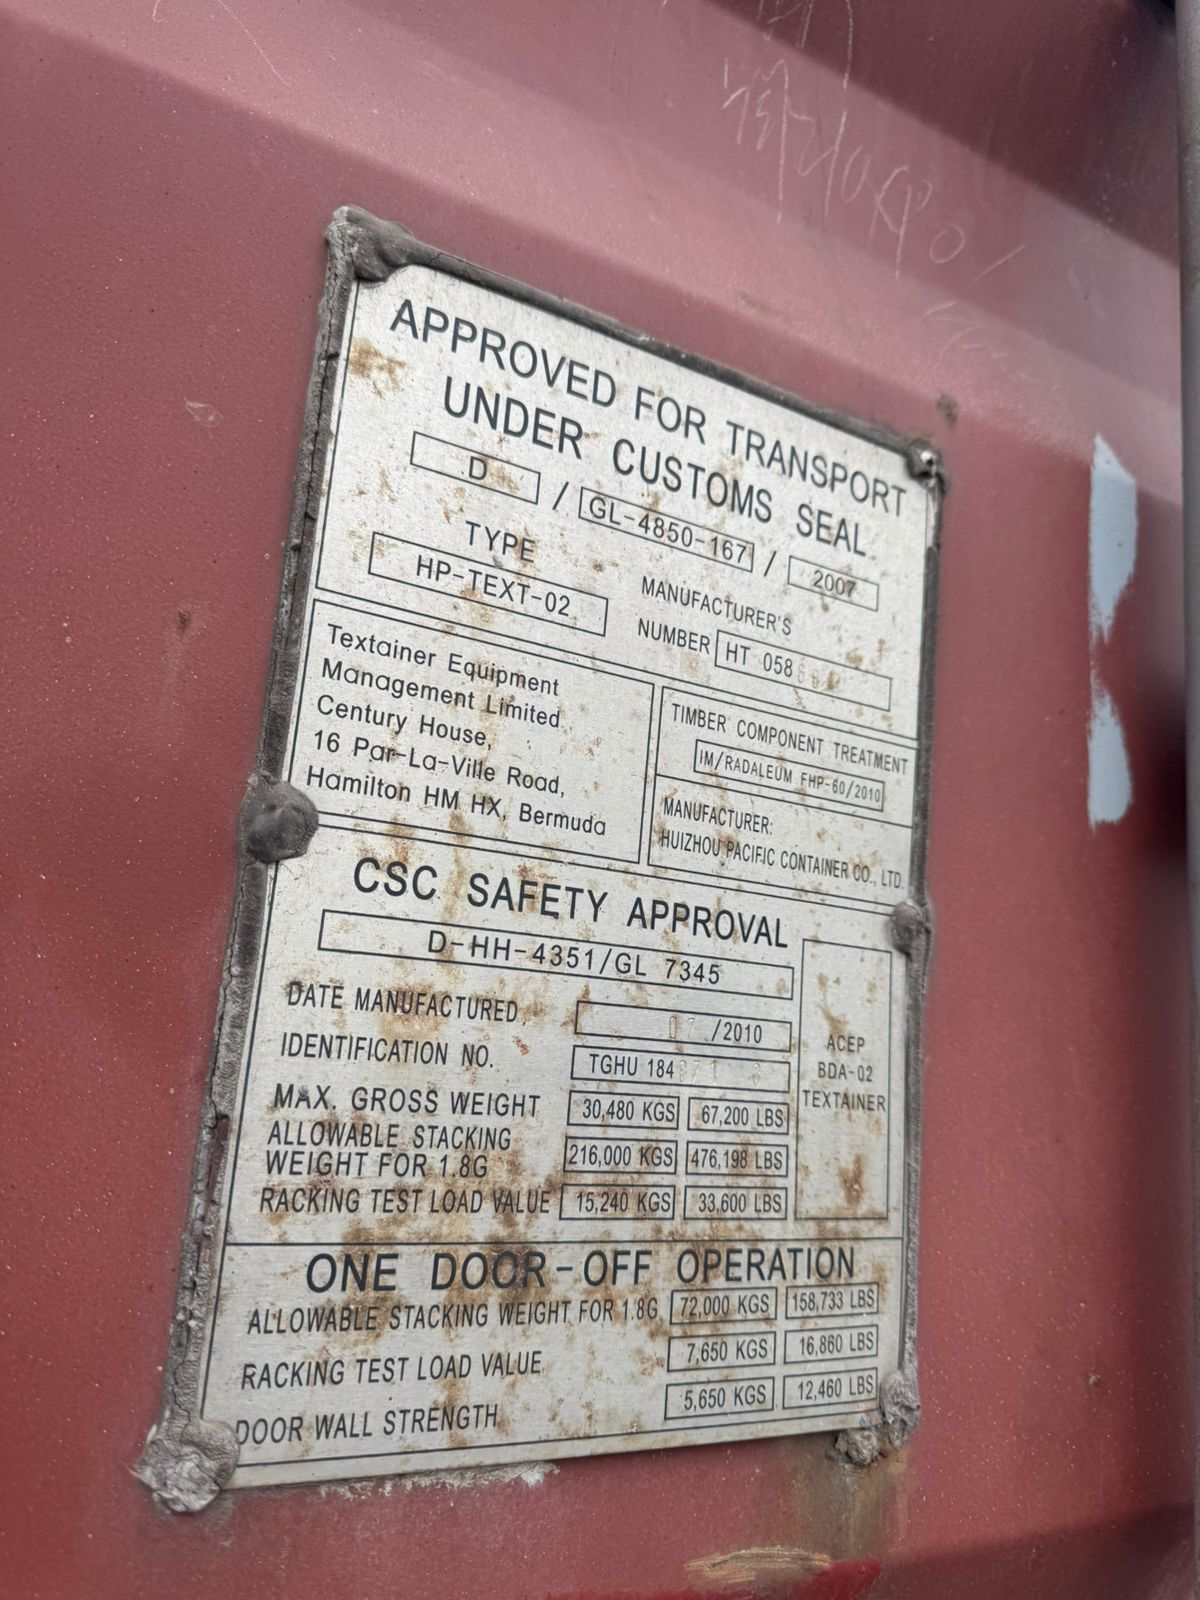 APPROVED FOR TRANSPORT
UNDER CUSTOMS SEAL
D / GL-4850-167 / 2007
TYPE
HP-TEXT-02
MANUFACTURER'S
NUMBER HT 058
Textainer Equipment
Management Limited
Century House,
16 Par-La-Ville Road,
Hamilton HM HX, Bermuda
TIMBER COMPONENT TREATMENT
IM/RADALEUM FHP-60/2010
MANUFACTURER:
HUIZHOU PACIFIC CONTAINER CO., LTD.
CSC SAFETY APPROVAL
D-HH-4351/GL 7345
DATE MANUFACTURED 07 /2010
IDENTIFICATION NO. TGHU 184
MAX. GROSS WEIGHT 30,480 KGS 67,200 LBS
ALLOWABLE STACKING
WEIGHT FOR 1.8G 216,000 KGS 476,198 LBS
RACKING TEST LOAD VALUE 15,240 KGS 33,600 LBS
ACEP
BDA-02
TEXTAINER
ONE DOOR-OFF OPERATION
ALLOWABLE STACKING WEIGHT FOR 1.8G 72,000 KGS 158,733 LBS
RACKING TEST LOAD VALUE 7,650 KGS 16,860 LBS
DOOR WALL STRENGTH 5,650 KGS 12,460 LBS